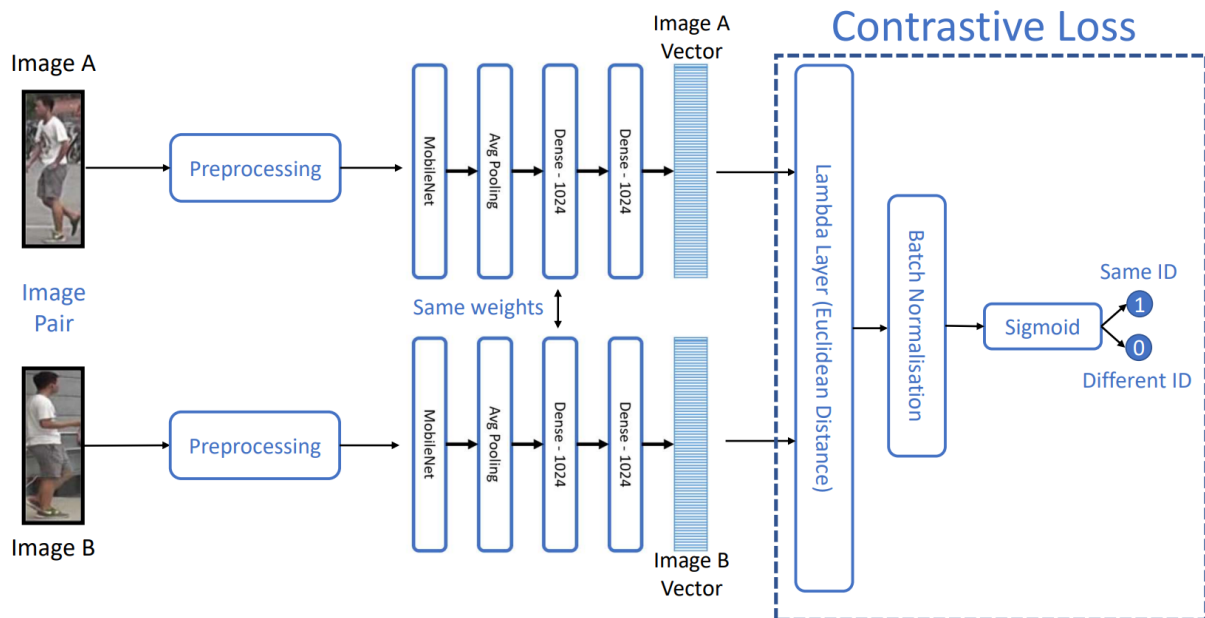 Contrastive Loss
Image A
Vector
Image A
Preprocessing
MobileNet
Avg Pooling
Dense - 1024
Dense - 1024
Image
Pair
Same weights
Preprocessing
MobileNet
Avg Pooling
Dense - 1024
Dense - 1024
Image B
Image B
Vector
Lambda Layer (Euclidean Distance)
Batch Normalisation
Sigmoid
Same ID
1
0
Different ID